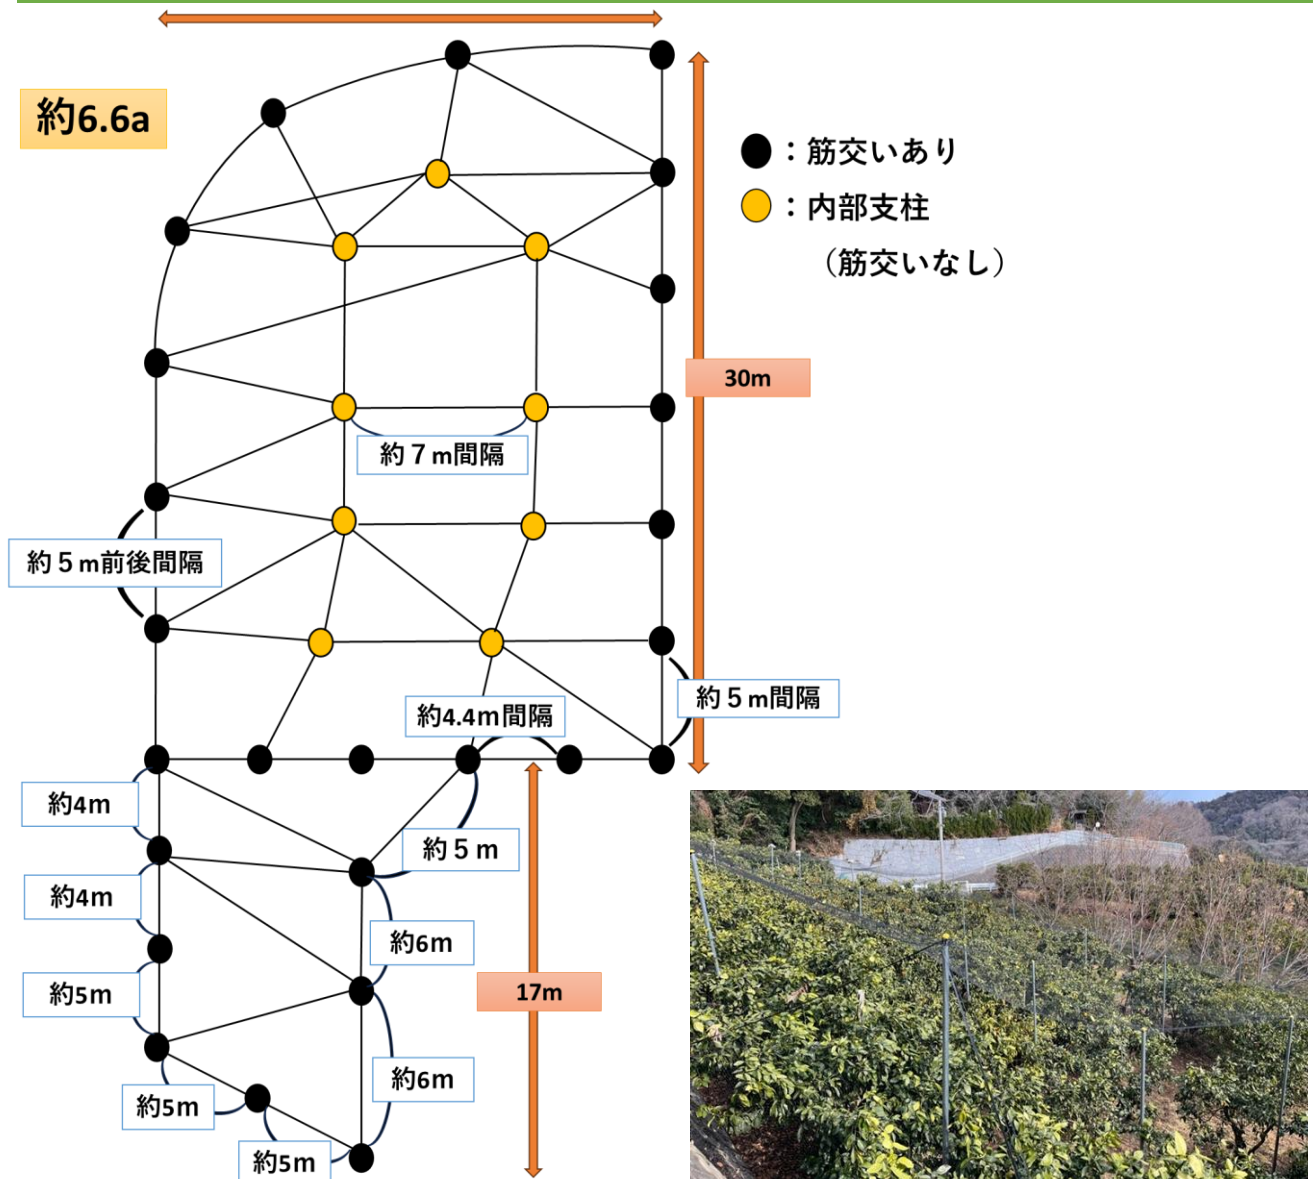 約6.6a
：筋交いあり
：内部支柱
（筋交いなし）
30m
約７m間隔
約５m前後間隔
約５m間隔
約4.4m間隔
約4m
約５m
約4m
約6m
約5m
17m
約6m
約5m
約5m